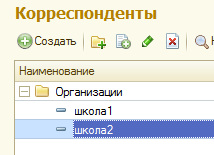 Корреспонденты
Создать
Наименование
Организации
школа1
школа2